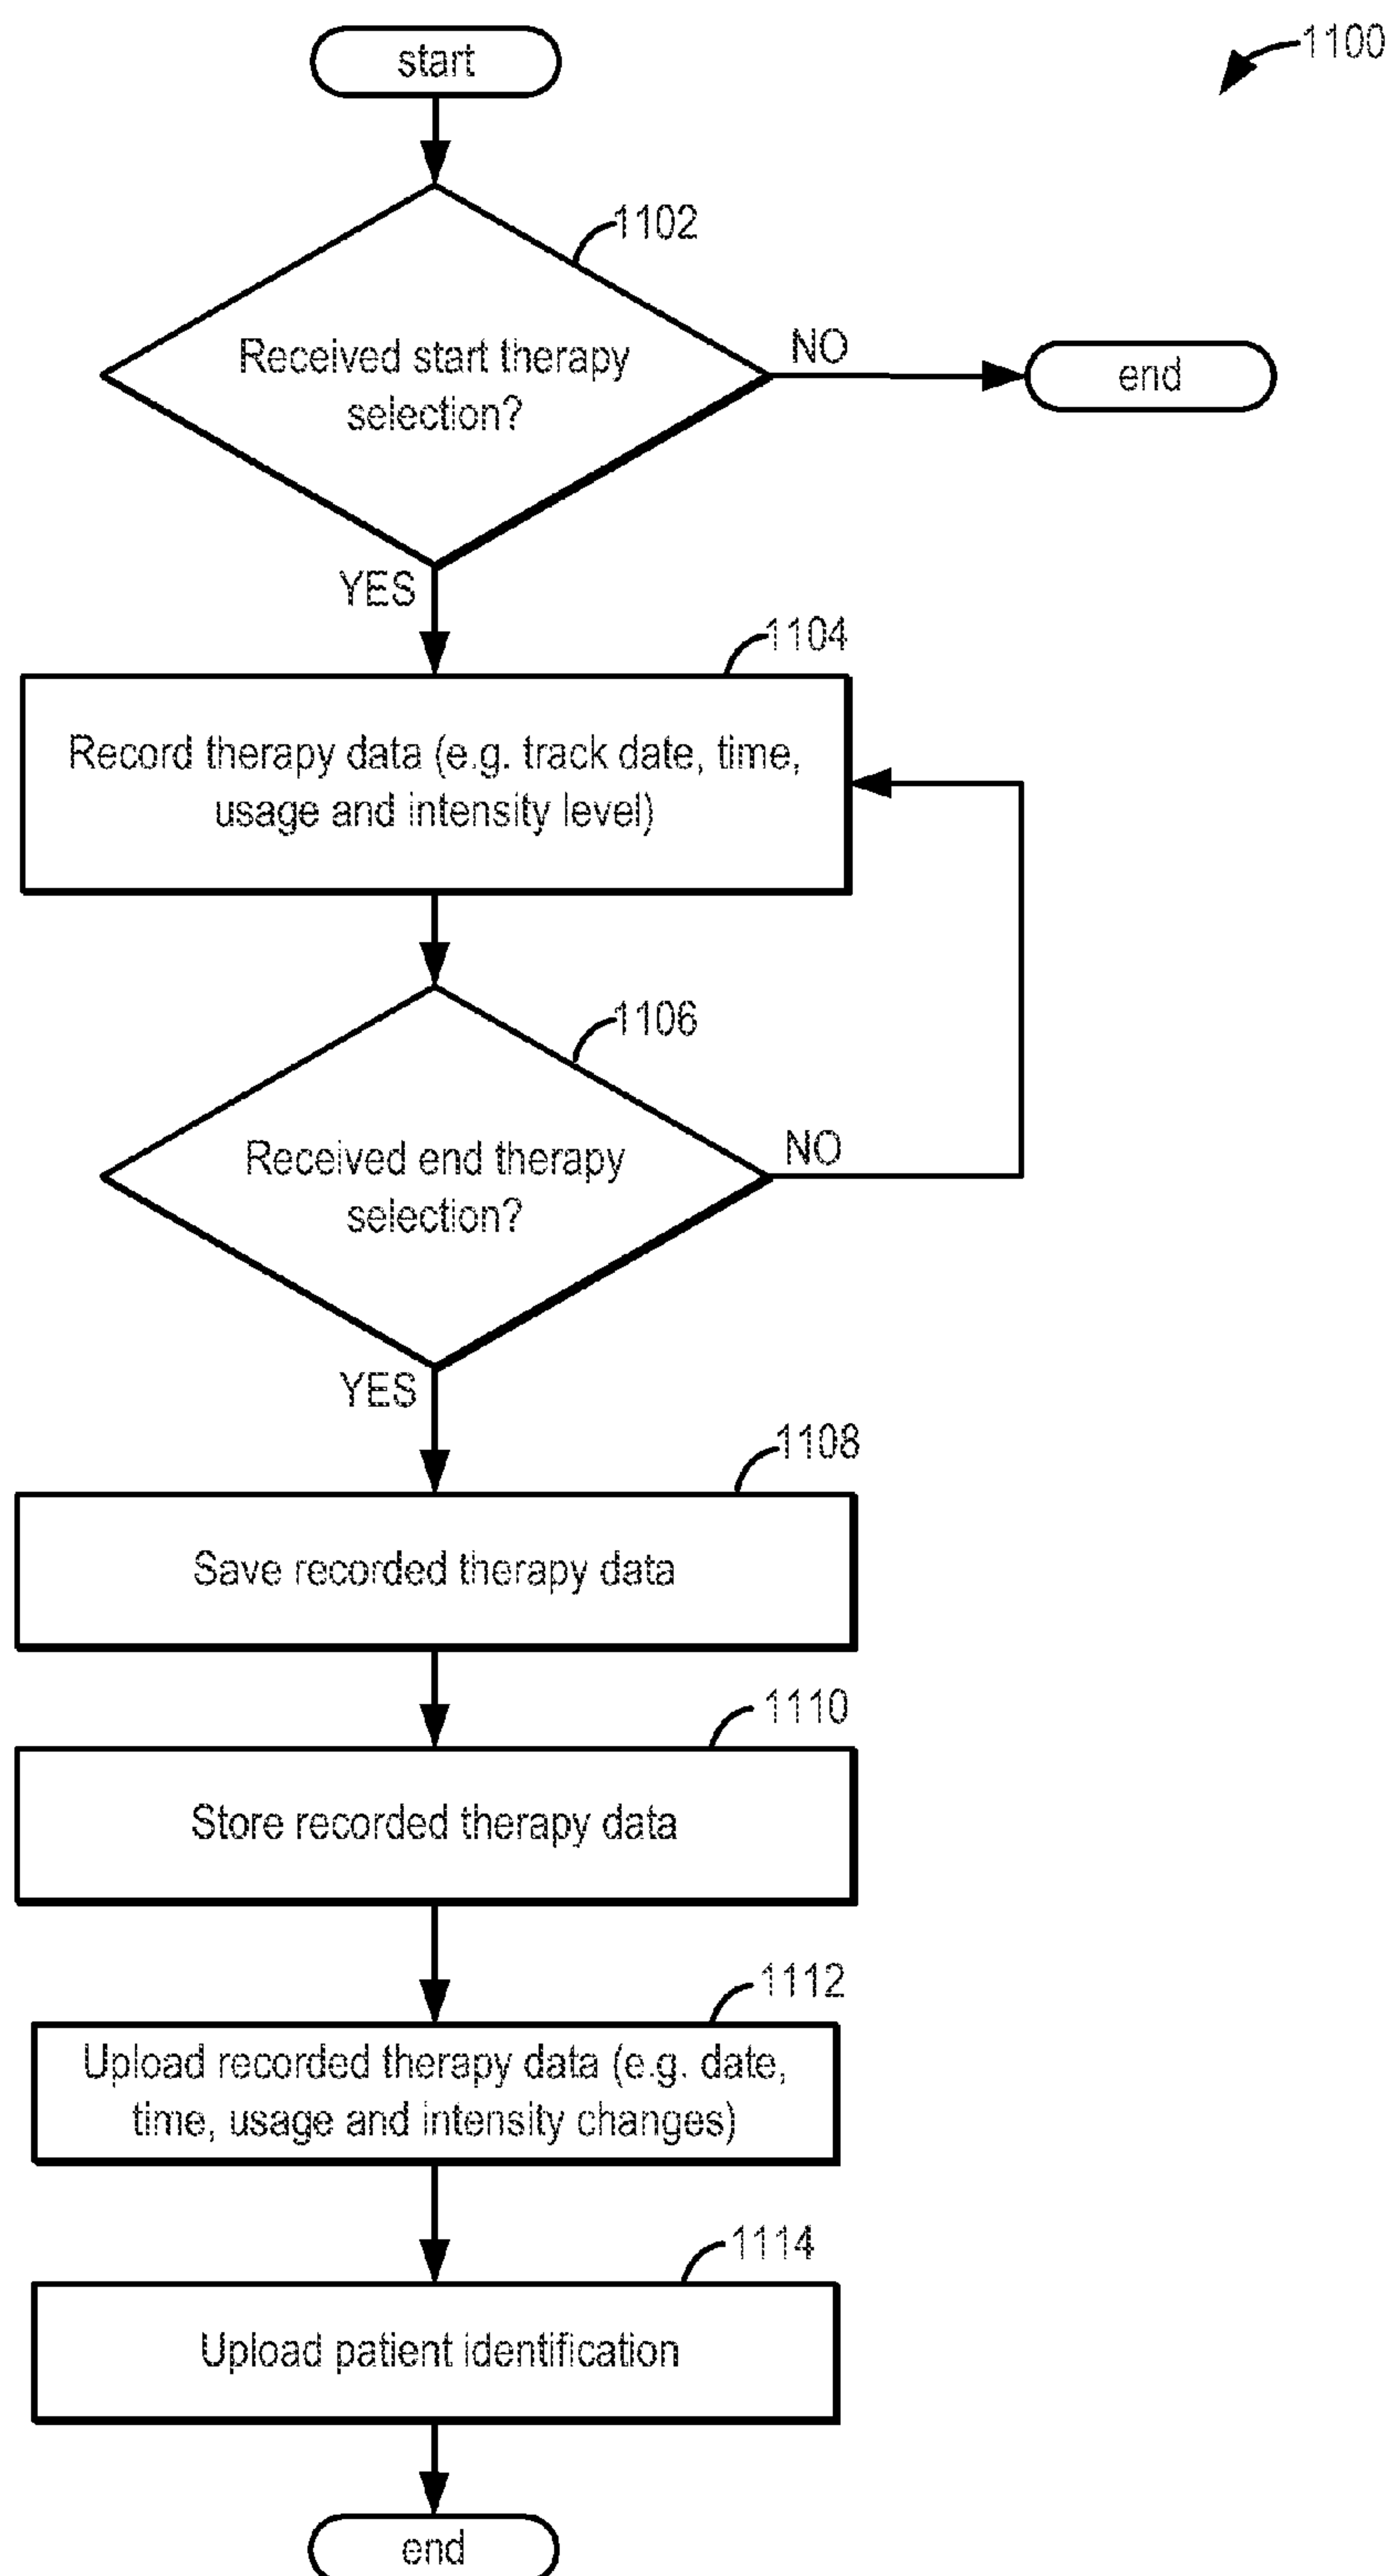 start
1100
1102
Received start therapy
selection?
NO
end
YES
1104
Record therapy data (e.g. track date, time,
usage and intensity level)
1106
Received end therapy
selection?
NO
YES
1108
Save recorded therapy data
1110
Store recorded therapy data
1112
Upload recorded therapy data (e.g. date,
time, usage and intensity changes)
1114
Upload patient identification
end